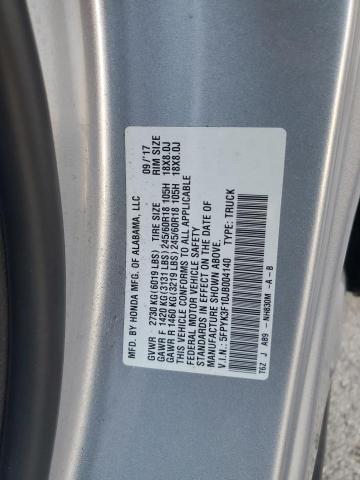 MFD. BY HONDA MFG. OF ALABAMA, LLC 09/'17
GVWR 2730 KG(6019 LBS) TIRE SIZE RIM SIZE
GAWR F 1420 KG(3131 LBS) 245/60R18 105H 18X8.0J
GAWR R 1460 KG(3219 LBS) 245/60R18 105H 18X8.0J
THIS VEHICLE CONFORMS TO ALL APPLICABLE
FEDERAL MOTOR VEHICLE SAFETY
STANDARDS IN EFFECT ON THE DATE OF
MANUFACTURE SHOWN ABOVE.
V.I.N.: 5FPYK3F10JB004140 TYPE: TRUCK
T6Z J AB9 - NH830M -A-B